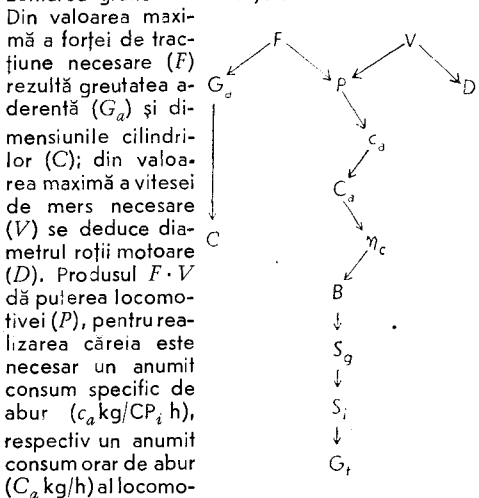 Din valoarea maxi-
mă a forței de trac-
țiune necesare (F)
rezultă greutatea a-
derentă (Gₐ) și di-
mensiunile cilindri-
lor (C); din valoa-
rea maximă a vitesei
de mers necesare
(V) se deduce dia-
metrul roții motoare
(D). Produsul F · V
dă puterea locomo-
tivei (P), pentru rea-
lizarea căreia este
necesar un anumit
consum specific de
abur (cₐ kg/CPᵢ h),
respectiv un anumit
consum orar de abur
(Cₐ kg/h) al locomo-
F V
Gₐ P D
cₐ
Cₐ
C η_c
B
S_g
Sᵢ
Gₜ